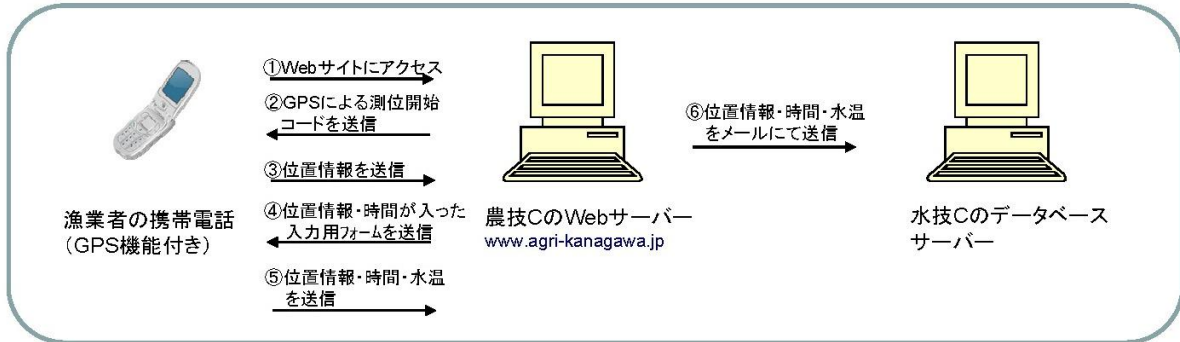 ①Webサイトにアクセス
②GPSによる測位開始
コードを送信
③位置情報を送信
④位置情報・時間が入った
入力用フォームを送信
⑤位置情報・時間・水温
を送信
⑥位置情報・時間・水温
をメールにて送信
漁業者の携帯電話
(GPS機能付き)
農技CのWebサーバー
www.agri-kanagawa.jp
水技Cのデータベース
サーバー